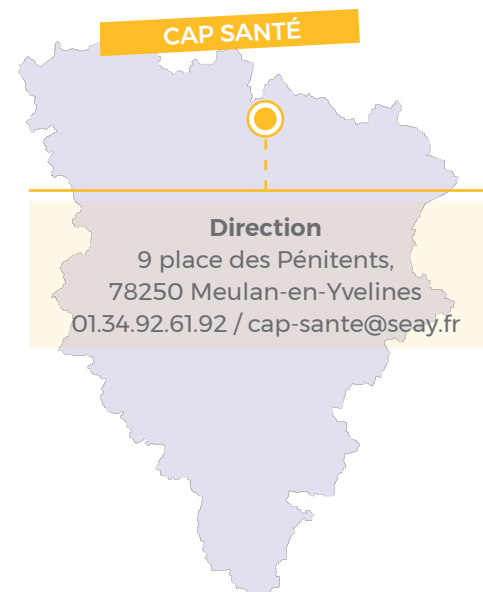 CAP SANTÉ
Direction
9 place des Pénitents,
78250 Meulan-en-Yvelines
01.34.92.61.92 / cap-sante@seay.fr